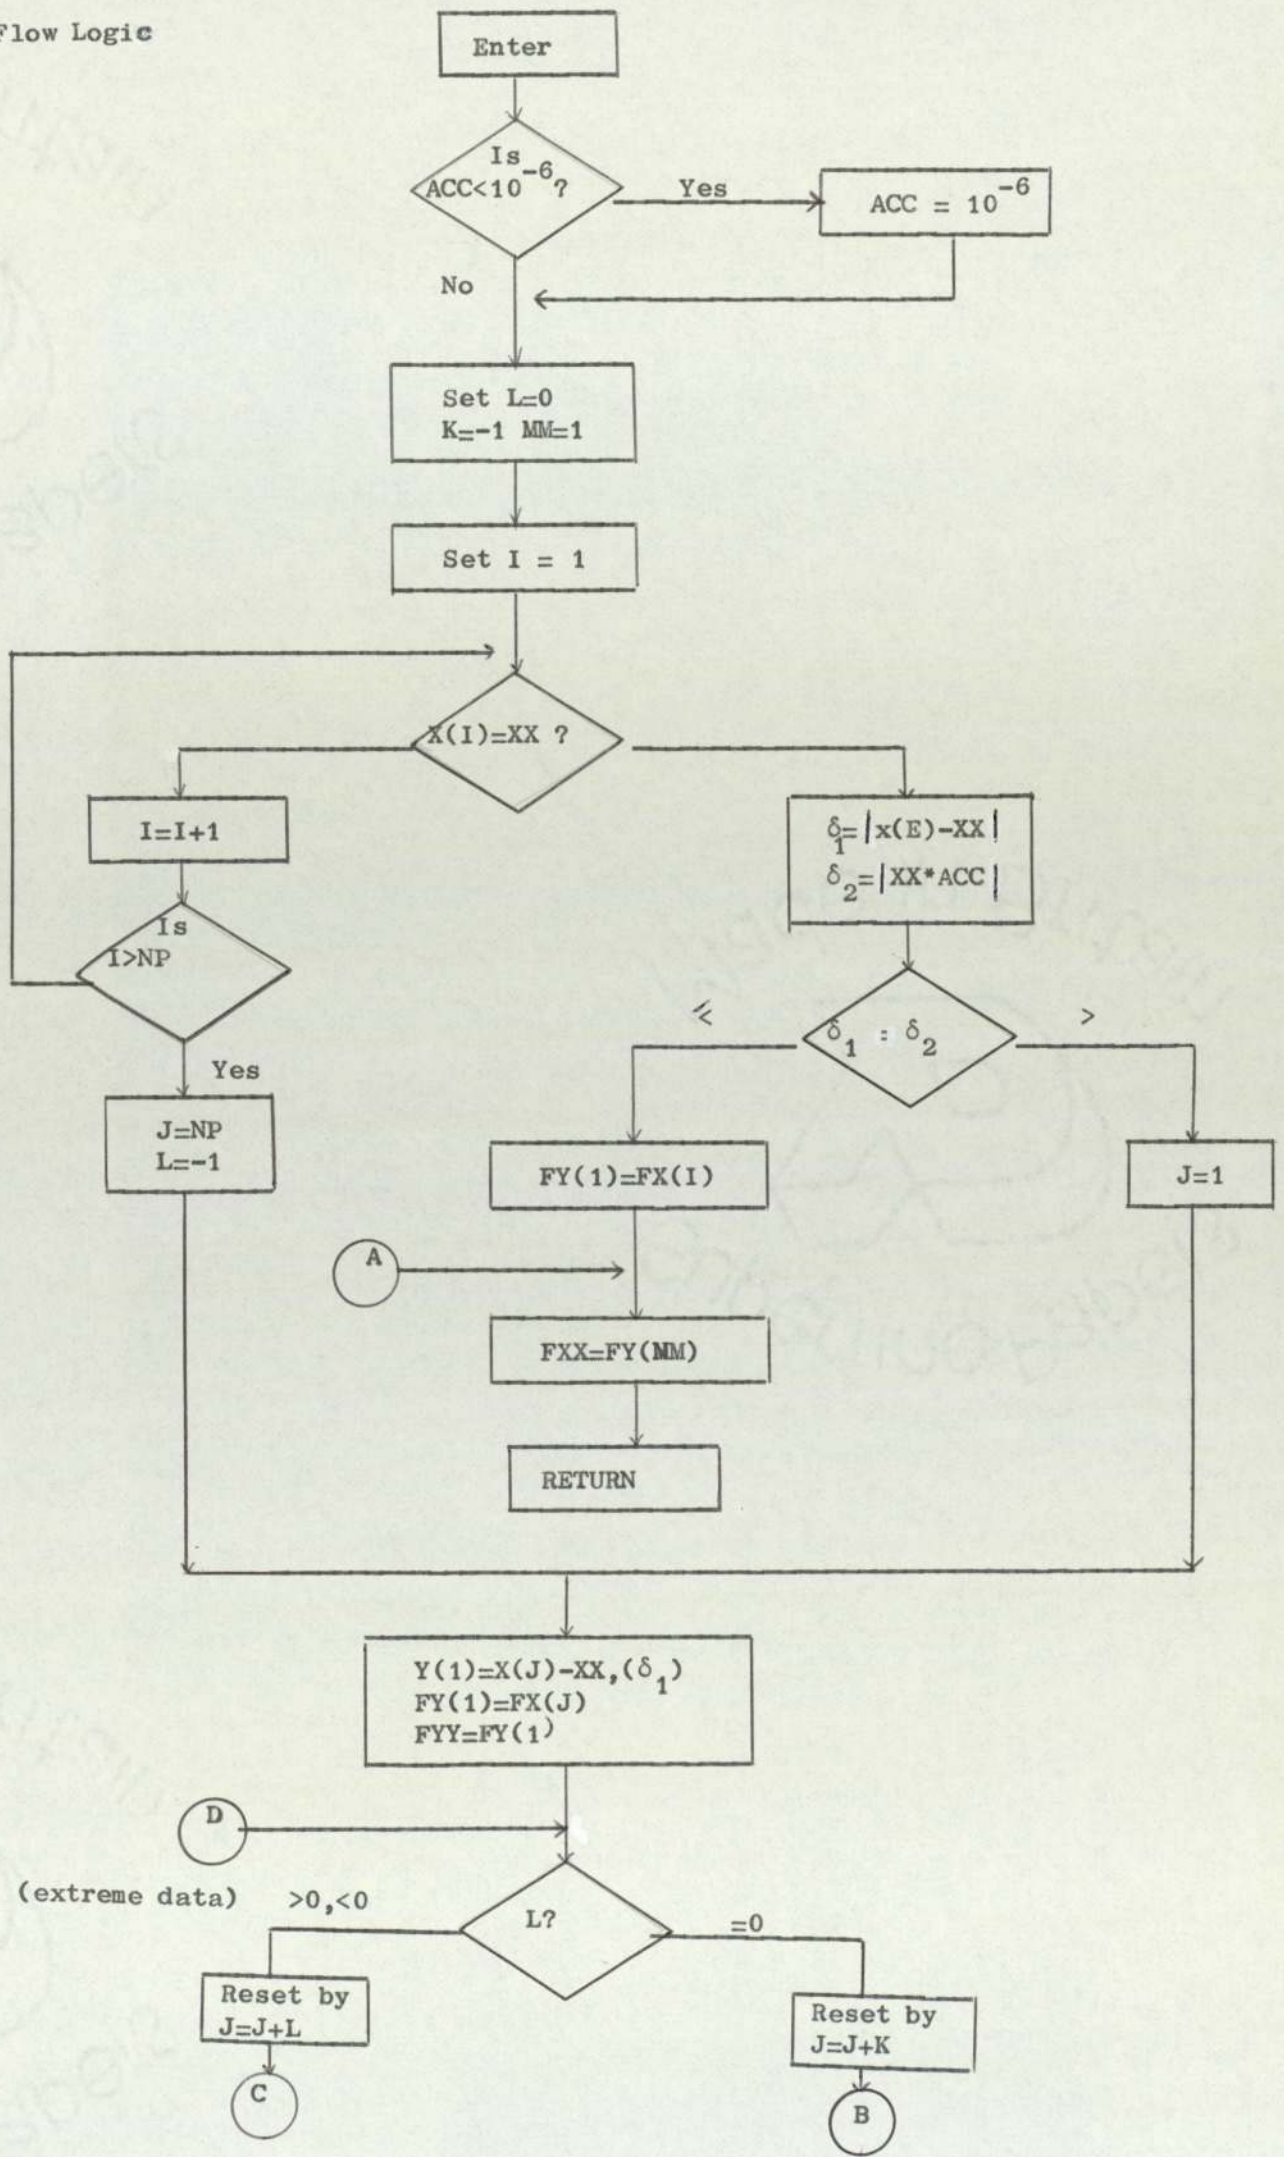 Flow Logic
Enter
Is
ACC<10⁻⁶?
Yes
ACC = 10⁻⁶
No
Set L=0
K=-1 MM=1
Set I = 1
X(I)=XX ?
I=I+1
δ₁=|x(E)-XX|
δ₂=|XX*ACC|
Is
I>NP
≤
δ₁ : δ₂
>
Yes
J=NP
L=-1
FY(1)=FX(I)
J=1
A
FXX=FY(MM)
RETURN
Y(1)=X(J)-XX,(δ₁)
FY(1)=FX(J)
FYY=FY(1)
D
(extreme data) >0,<0
L?
=0
Reset by
J=J+L
Reset by
J=J+K
C
B